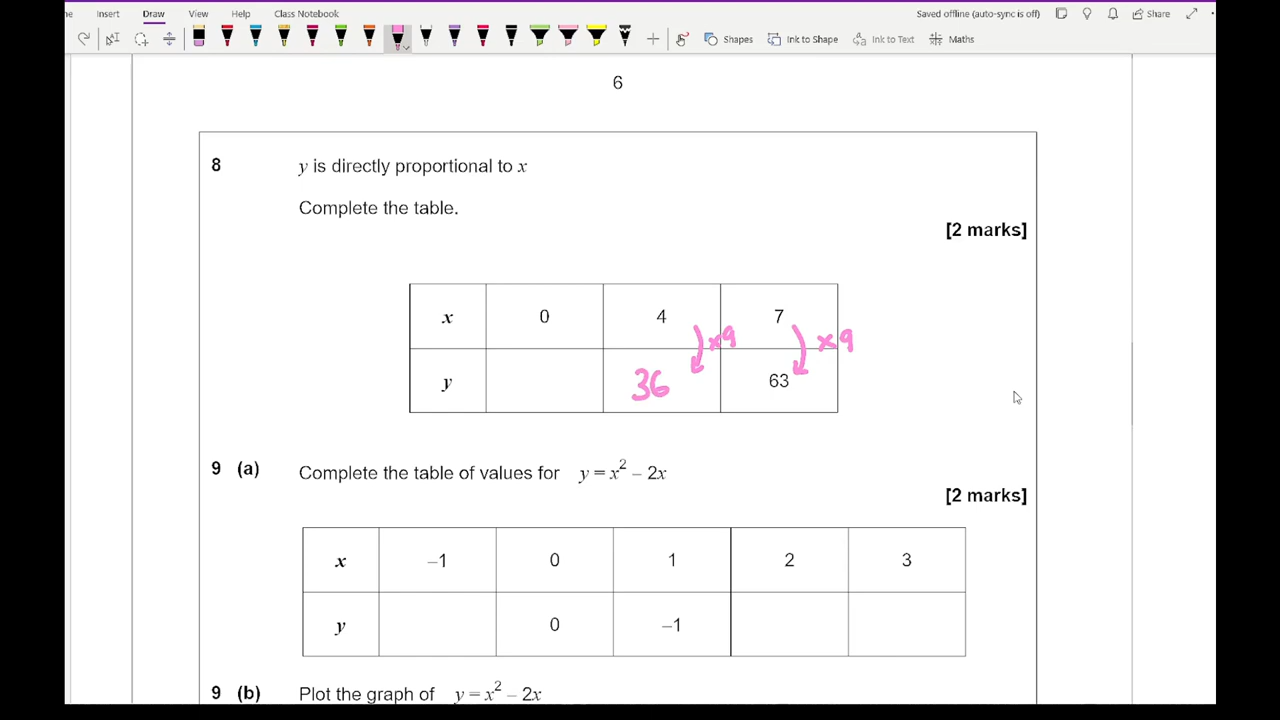 Insert Draw View Help Class Notebook Saved offline (auto-sync is off) Share
Shapes Ink to Shape Ink to Text Maths
6
8 y is directly proportional to x
Complete the table.
[2 marks]
x 0 4 7
×9 ×9
y 36 63
9 (a) Complete the table of values for y = x² – 2x
[2 marks]
x –1 0 1 2 3
y 0 –1
9 (b) Plot the graph of y = x² – 2x